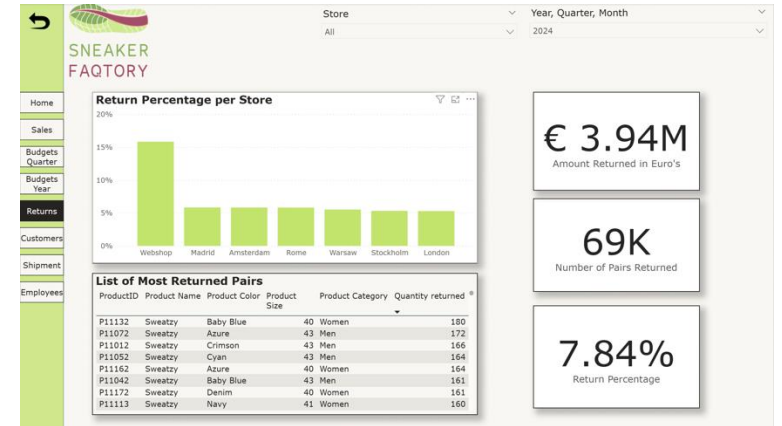 Store
Year, Quarter, Month
All
2024
SNEAKER
FAQTORY
Home
Sales
Budgets
Quarter
Budgets
Year
Returns
Customers
Shipment
Employees
Return Percentage per Store
20%
15%
10%
5%
0%
Webshop Madrid Amsterdam Rome Warsaw Stockholm London
List of Most Returned Pairs
ProductID Product Name Product Color Product Size Product Category Quantity returned
P11132 Sweatzy Baby Blue 40 Women 180
P11072 Sweatzy Azure 43 Men 172
P11012 Sweatzy Crimson 43 Men 166
P11052 Sweatzy Cyan 43 Men 164
P11162 Sweatzy Azure 40 Women 164
P11042 Sweatzy Baby Blue 43 Men 161
P11172 Sweatzy Denim 40 Women 161
P11113 Sweatzy Navy 41 Women 160
€ 3.94M
Amount Returned in Euro's
69K
Number of Pairs Returned
7.84%
Return Percentage